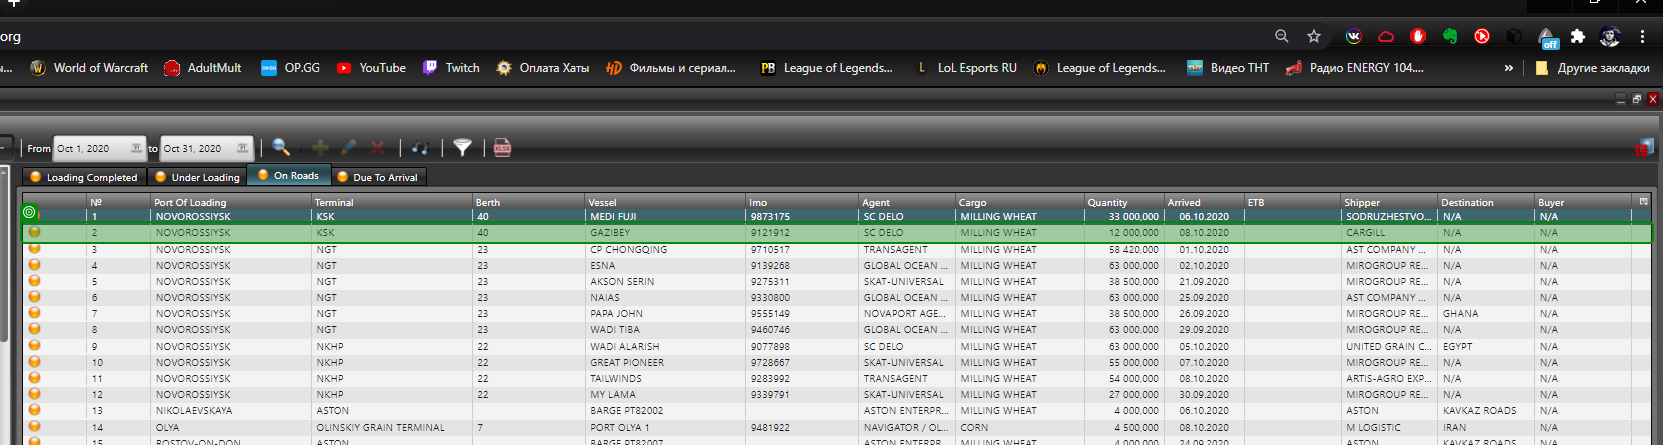 org
off
ы... World of Warcraft AdultMult OP.GG YouTube Twitch Оплата Хаты Фильмы и сериал... League of Legends... LoL Esports RU League of Legends... Видео ТНТ Радио ENERGY 104.... » Другие закладки
From Oct 1, 2020 to Oct 31, 2020
Loading Completed Under Loading On Roads Due To Arrival
№ Port Of Loading Terminal Berth Vessel Imo Agent Cargo Quantity Arrived ETB Shipper Destination Buyer
1 NOVOROSSIYSK KSK 40 MEDI FUJI 9873175 SC DELO MILLING WHEAT 33 000,000 06.10.2020 SODRUZHESTVO... N/A N/A
2 NOVOROSSIYSK KSK 40 GAZIBEY 9121912 SC DELO MILLING WHEAT 12 000,000 08.10.2020 CARGILL N/A N/A
3 NOVOROSSIYSK NGT 23 CP CHONGQING 9710517 TRANSAGENT MILLING WHEAT 58 420,000 01.10.2020 AST COMPANY ... N/A N/A
4 NOVOROSSIYSK NGT 23 ESNA 9139268 GLOBAL OCEAN ... MILLING WHEAT 63 000,000 02.10.2020 MIROGROUP RE... N/A N/A
5 NOVOROSSIYSK NGT 23 AKSON SERIN 9275311 SKAT-UNIVERSAL MILLING WHEAT 38 500,000 21.09.2020 MIROGROUP RE... N/A N/A
6 NOVOROSSIYSK NGT 23 NAIAS 9330800 GLOBAL OCEAN ... MILLING WHEAT 63 000,000 25.09.2020 AST COMPANY ... N/A N/A
7 NOVOROSSIYSK NGT 23 PAPA JOHN 9555149 NOVAPORT AGE... MILLING WHEAT 38 500,000 26.09.2020 MIROGROUP RE... GHANA N/A
8 NOVOROSSIYSK NGT 23 WADI TIBA 9460746 GLOBAL OCEAN ... MILLING WHEAT 63 000,000 29.09.2020 MIROGROUP RE... N/A N/A
9 NOVOROSSIYSK NKHP 22 WADI ALARISH 9077898 SC DELO MILLING WHEAT 63 000,000 05.10.2020 UNITED GRAIN C... EGYPT N/A
10 NOVOROSSIYSK NKHP 22 GREAT PIONEER 9728667 SKAT-UNIVERSAL MILLING WHEAT 55 000,000 07.10.2020 MIROGROUP RE... N/A N/A
11 NOVOROSSIYSK NKHP 22 TAILWINDS 9283992 TRANSAGENT MILLING WHEAT 54 000,000 08.10.2020 ARTIS-AGRO EXP... N/A N/A
12 NOVOROSSIYSK NKHP 22 MY LAMA 9339791 SKAT-UNIVERSAL MILLING WHEAT 27 000,000 30.09.2020 MIROGROUP RE... N/A N/A
13 NIKOLAEVSKAYA ASTON BARGE PT82002 ASTON ENTERPR... MILLING WHEAT 4 000,000 06.10.2020 ASTON KAVKAZ ROADS N/A
14 OLYA OLINSKIY GRAIN TERMINAL 7 PORT OLYA 1 9481922 NAVIGATOR / OL... CORN 4 500,000 08.10.2020 M LOGISTIC IRAN N/A
15 ROSTOV-ON-DON ASTON BARGE PT82007 ASTON ENTERPR... MILLING WHEAT 4 000,000 24.09.2020 ASTON KAVKAZ ROADS N/A